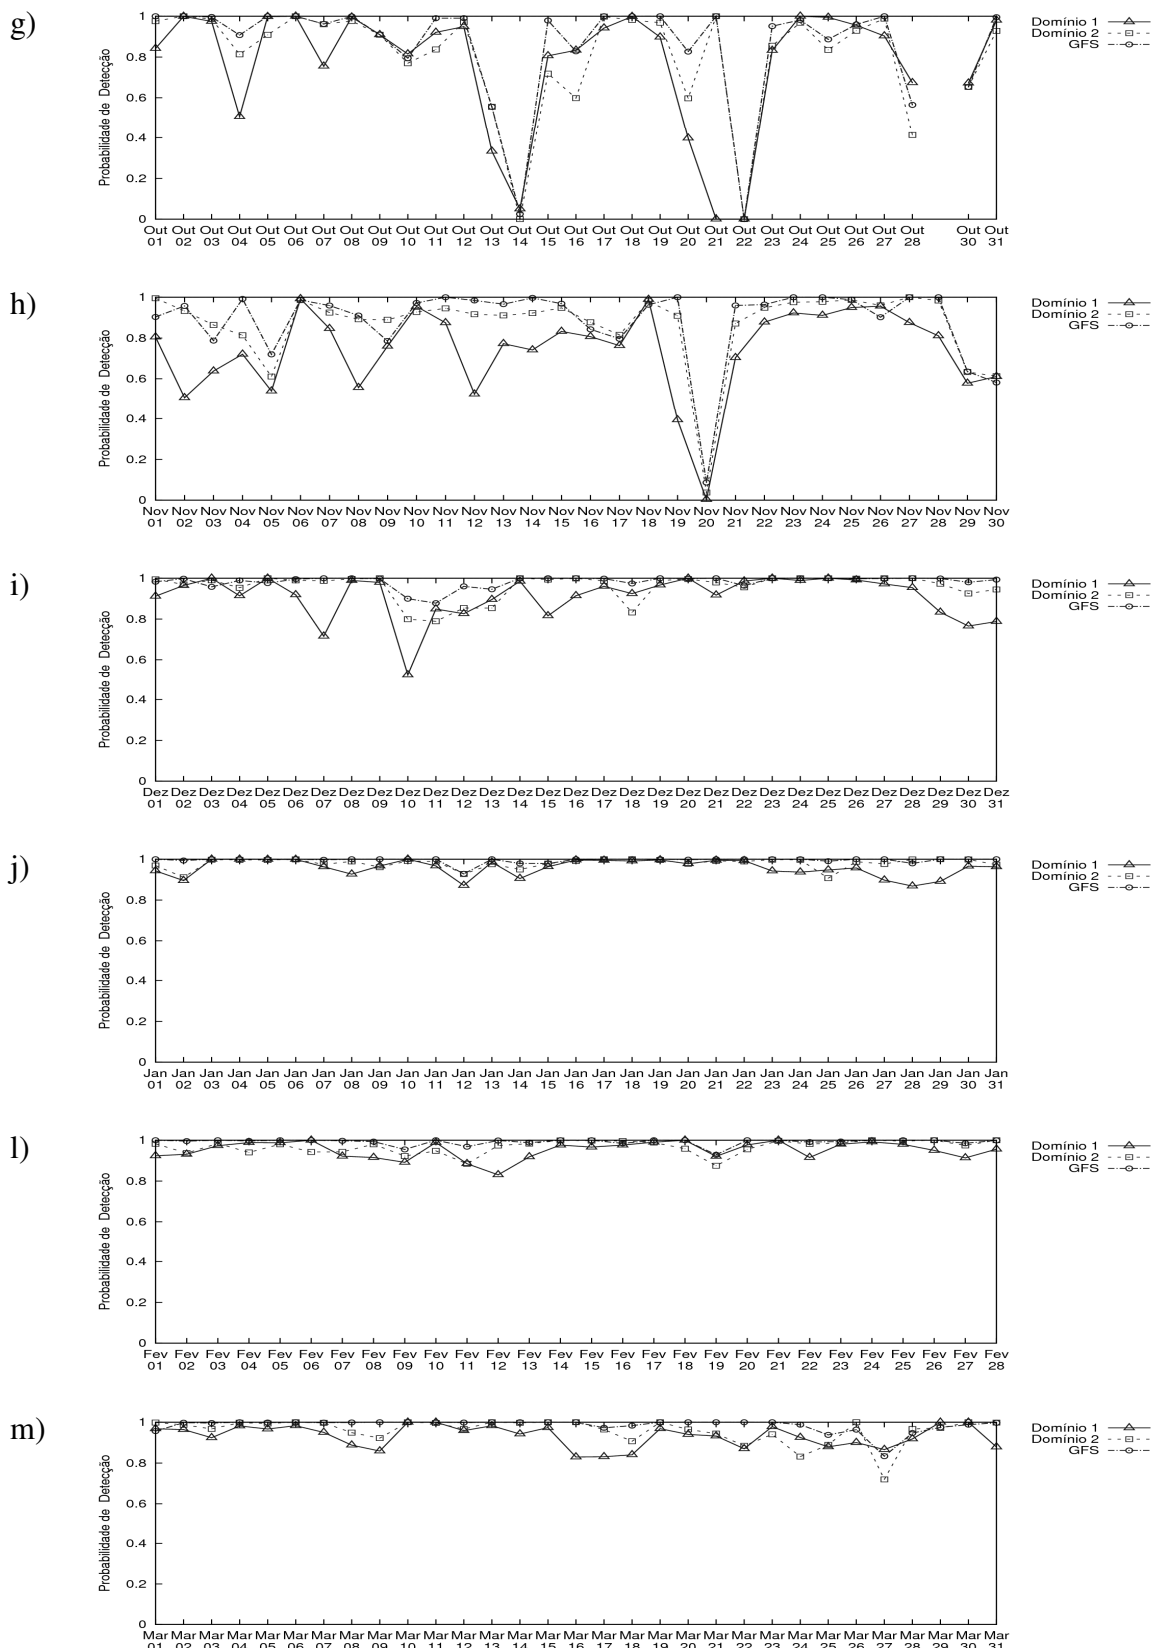 g)
Probabilidade de Detecção
1
0.8
0.6
0.4
0.2
0
Out Out Out Out Out Out Out Out Out Out Out Out Out Out Out Out Out Out Out Out Out Out Out Out Out Out Out Out Out Out
01 02 03 04 05 06 07 08 09 10 11 12 13 14 15 16 17 18 19 20 21 22 23 24 25 26 27 28 30 31
Domínio 1
Domínio 2
GFS
h)
Probabilidade de Detecção
1
0.8
0.6
0.4
0.2
0
Nov Nov Nov Nov Nov Nov Nov Nov Nov Nov Nov Nov Nov Nov Nov Nov Nov Nov Nov Nov Nov Nov Nov Nov Nov Nov Nov Nov Nov Nov
01 02 03 04 05 06 07 08 09 10 11 12 13 14 15 16 17 18 19 20 21 22 23 24 25 26 27 28 29 30
Domínio 1
Domínio 2
GFS
i)
Probabilidade de Detecção
1
0.8
0.6
0.4
0.2
0
Dez Dez Dez Dez Dez Dez Dez Dez Dez Dez Dez Dez Dez Dez Dez Dez Dez Dez Dez Dez Dez Dez Dez Dez Dez Dez Dez Dez Dez Dez
01 02 03 04 05 06 07 08 09 10 11 12 13 14 15 16 17 18 19 20 21 22 23 24 25 26 27 28 29 30 31
Domínio 1
Domínio 2
GFS
j)
Probabilidade de Detecção
1
0.8
0.6
0.4
0.2
0
Jan Jan Jan Jan Jan Jan Jan Jan Jan Jan Jan Jan Jan Jan Jan Jan Jan Jan Jan Jan Jan Jan Jan Jan Jan Jan Jan Jan Jan Jan
01 02 03 04 05 06 07 08 09 10 11 12 13 14 15 16 17 18 19 20 21 22 23 24 25 26 27 28 29 30 31
Domínio 1
Domínio 2
GFS
l)
Probabilidade de Detecção
1
0.8
0.6
0.4
0.2
0
Fev Fev Fev Fev Fev Fev Fev Fev Fev Fev Fev Fev Fev Fev Fev Fev Fev Fev Fev Fev Fev Fev Fev Fev Fev Fev Fev Fev
01 02 03 04 05 06 07 08 09 10 11 12 13 14 15 16 17 18 19 20 21 22 23 24 25 26 27 28
Domínio 1
Domínio 2
GFS
m)
Probabilidade de Detecção
1
0.8
0.6
0.4
0.2
0
Mar Mar Mar Mar Mar Mar Mar Mar Mar Mar Mar Mar Mar Mar Mar Mar Mar Mar Mar Mar Mar Mar Mar Mar Mar Mar Mar Mar Mar Mar Mar
01 02 03 04 05 06 07 08 09 10 11 12 13 14 15 16 17 18 19 20 21 22 23 24 25 26 27 28 29 30 31
Domínio 1
Domínio 2
GFS